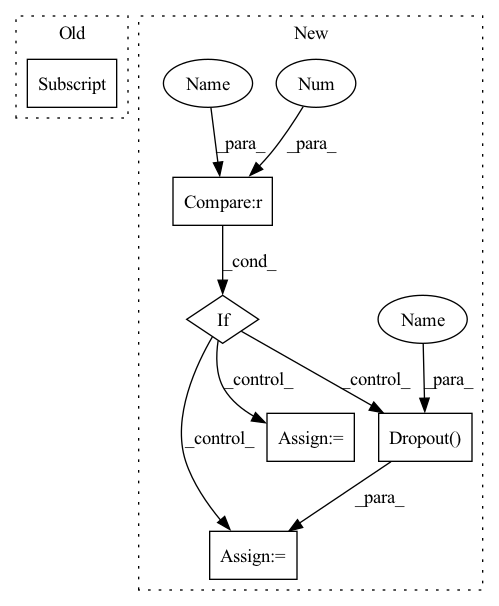 Old
New
Subscript
Name
Num
_para_
_para_
Compare:r
_cond_
If
Name
_control_
_control_
_para_
_control_
Assign:=
Dropout()
_para_
Assign:=